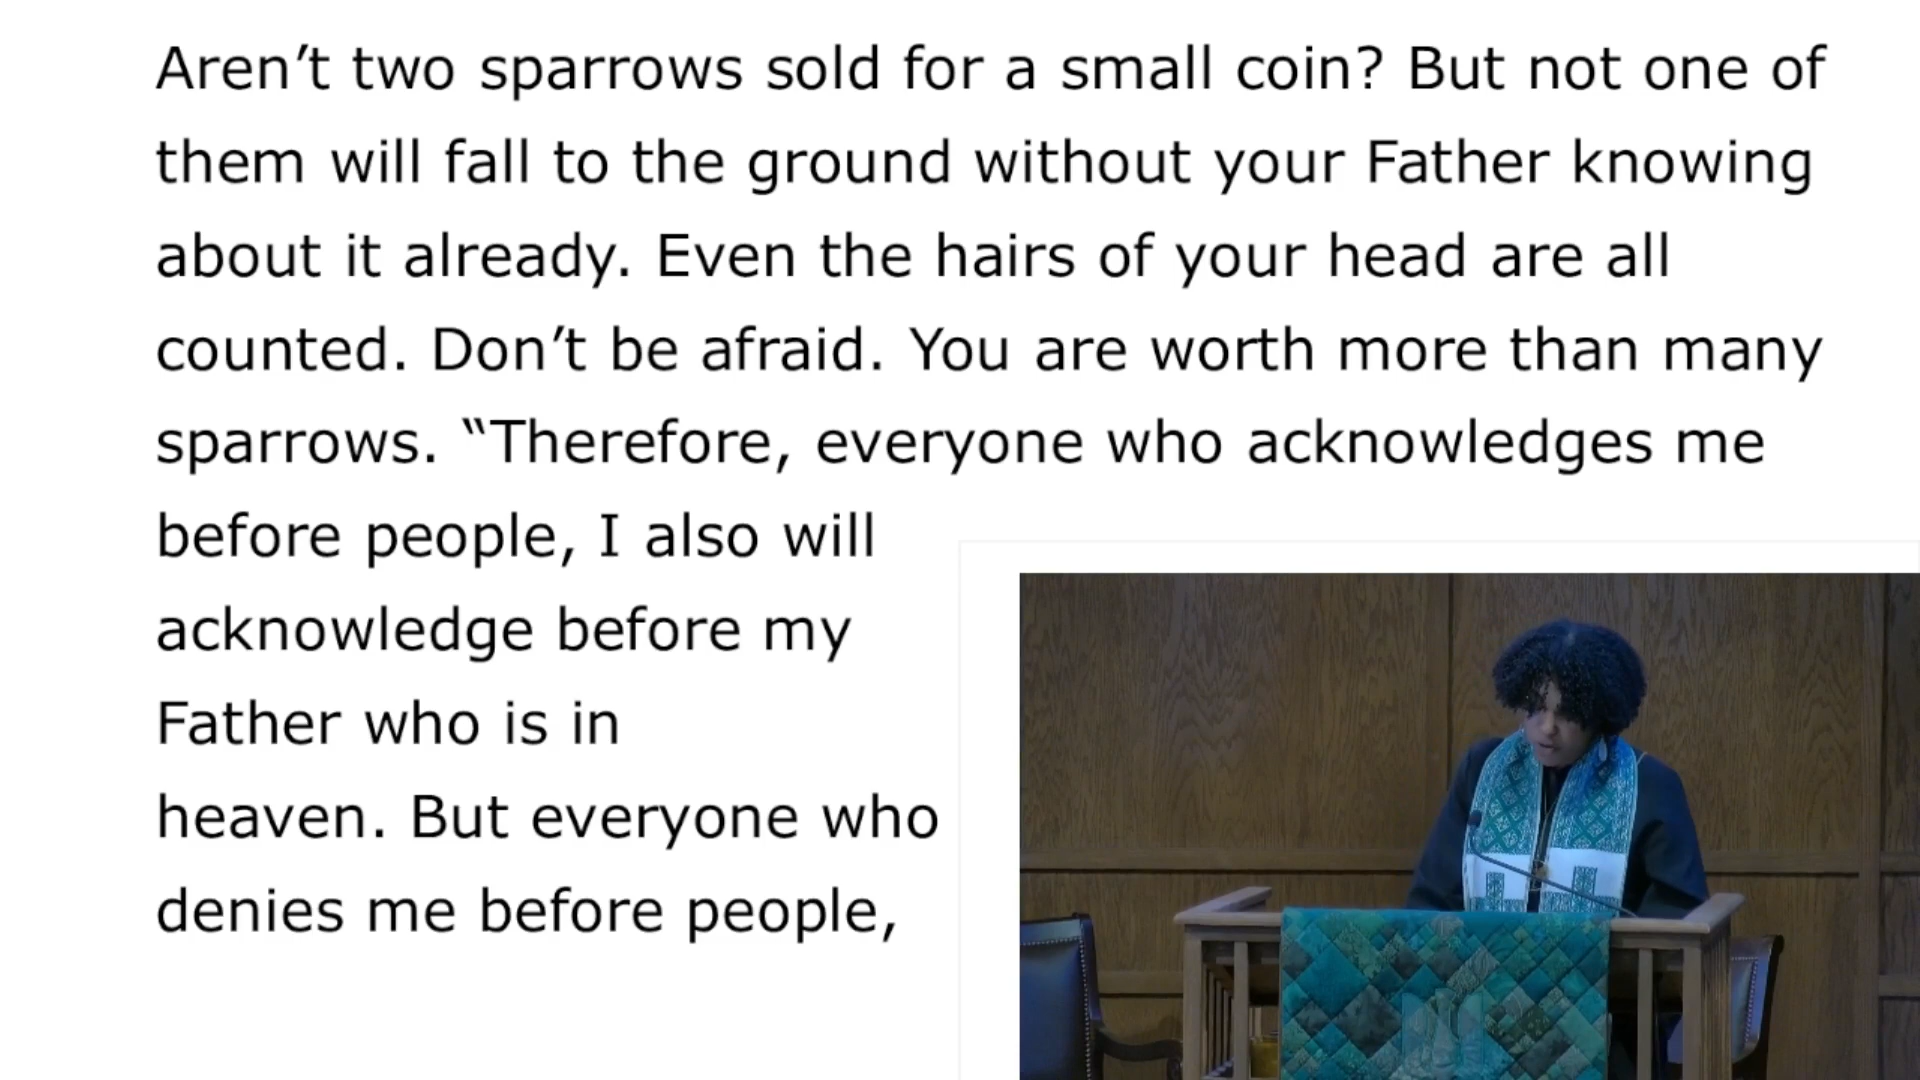 Aren’t two sparrows sold for a small coin? But not one of
them will fall to the ground without your Father knowing
about it already. Even the hairs of your head are all
counted. Don’t be afraid. You are worth more than many
sparrows. “Therefore, everyone who acknowledges me
before people, I also will
acknowledge before my
Father who is in
heaven. But everyone who
denies me before people,